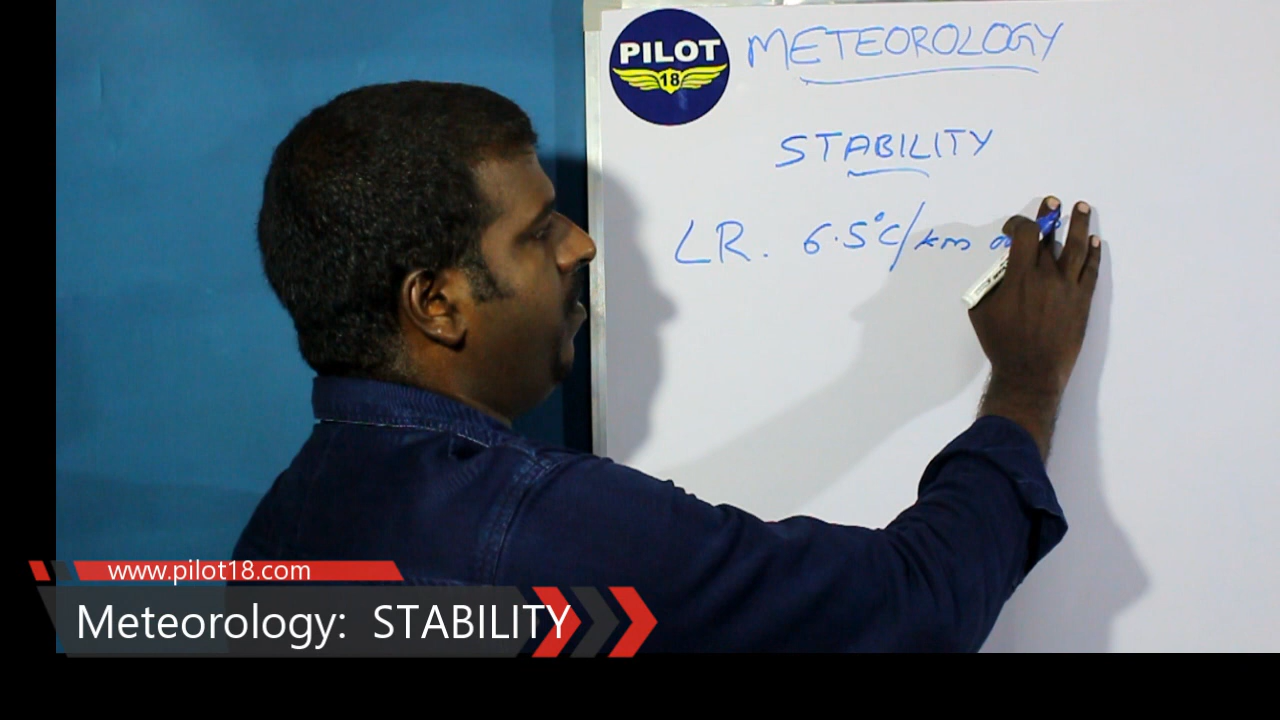 PILOT
18
METEOROLOGY
STABILITY
LR. 6.5°C/km
www.pilot18.com
Meteorology: STABILITY